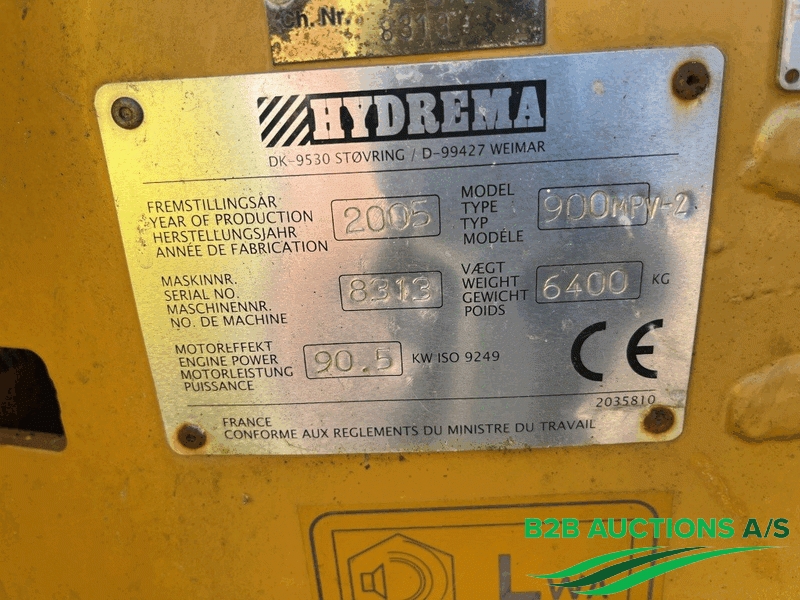 Ch. Nr.
HYDREMA
DK-9530 STØVRING / D-99427 WEIMAR
FREMSTILLINGSÅR
YEAR OF PRODUCTION
HERSTELLUNGSJAHR
ANNÉE DE FABRICATION
2005
MODEL
TYPE
TYP
MODÉLE
900MPV-2
MASKINNR.
SERIAL NO.
MASCHINENNR.
NO. DE MACHINE
8313
VÆGT
WEIGHT
GEWICHT
POIDS
6400 KG
MOTOREFFEKT
ENGINE POWER
MOTORLEISTUNG
PUISSANCE
90.5 KW ISO 9249
CE
2035810
FRANCE
CONFORME AUX REGLEMENTS DU MINISTRE DU TRAVAIL
B2B AUCTIONS A/S
LWA